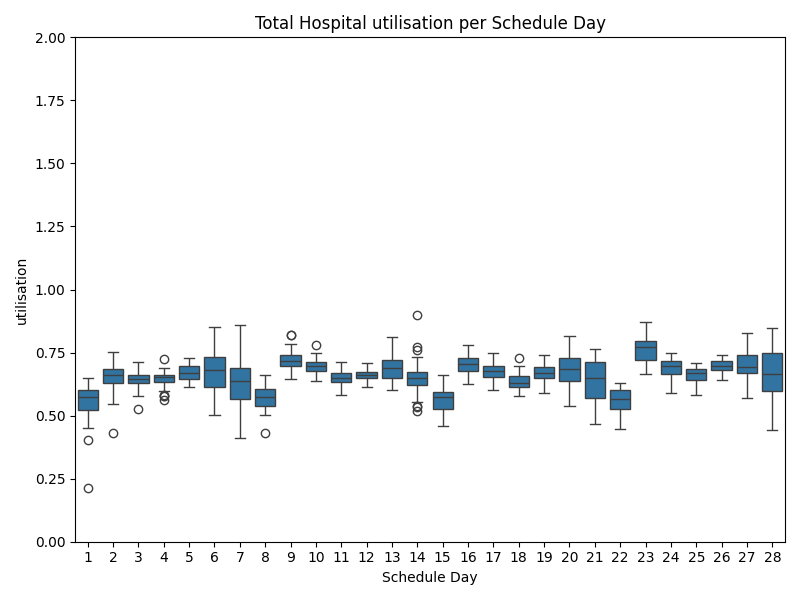 Total Hospital utilisation per Schedule Day
2.00
1.75
1.50
1.25
1.00
0.75
0.50
0.25
0.00
utilisation
1 2 3 4 5 6 7 8 9 10 11 12 13 14 15 16 17 18 19 20 21 22 23 24 25 26 27 28
Schedule Day